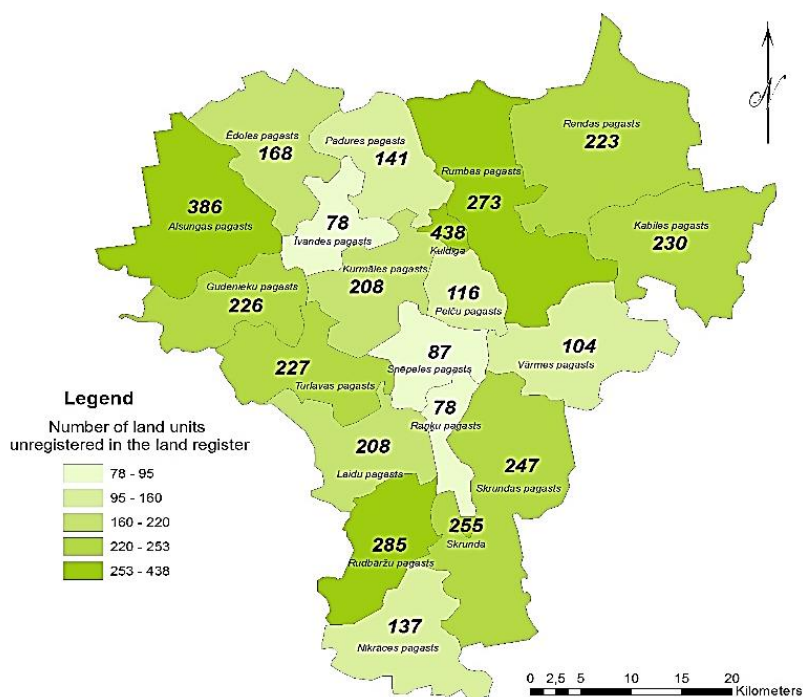 N
Ēdoles pagasts
168
Padures pagasts
141
Rendas pagasts
223
Rumbas pagasts
273
386
Alsungas pagasts
78
Īvandes pagasts
438
Kuldīga
Kabiles pagasts
230
Kurmāles pagasts
208
Gudenieku pagasts
226
116
Pelču pagasts
87
Snēpeles pagasts
104
Vārmes pagasts
227
Turlavas pagasts
78
Raņķu pagasts
208
Laidu pagasts
247
Skrundas pagasts
255
Skrunda
285
Rudbāržu pagasts
137
Nīkrāces pagasts
Legend
Number of land units
unregistered in the land register
78 - 95
95 - 160
160 - 220
220 - 253
253 - 438
0 2,5 5 10 15 20
Kilometers